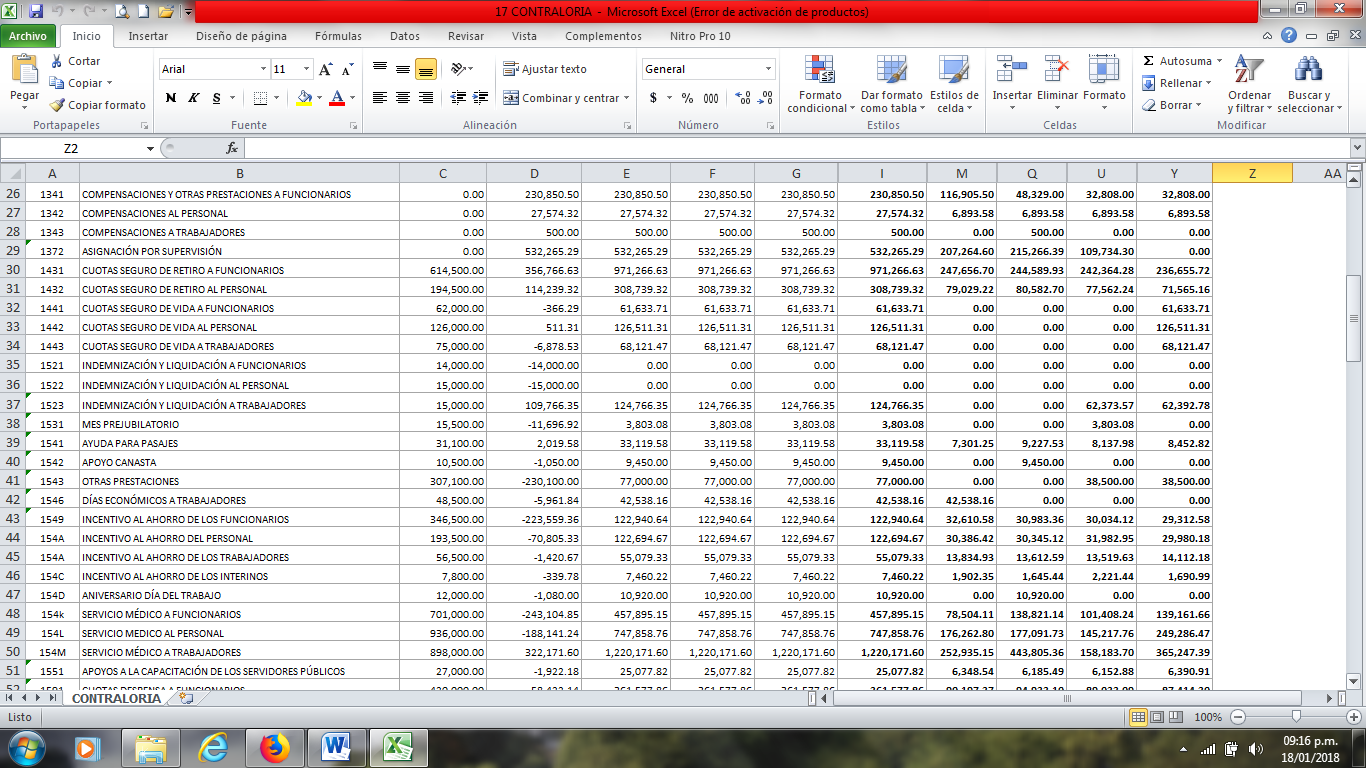 17 CONTRALORIA - Microsoft Excel (Error de activación de productos)
Archivo Inicio Insertar Diseño de página Fórmulas Datos Revisar Vista Complementos Nitro Pro 10
Pegar Cortar Copiar Copiar formato Portapapeles
Arial 11 N K S Fuente
Ajustar texto Combinar y centrar Alineación
General $ % 000 Número
Formato condicional Dar formato como tabla Estilos de celda Estilos
Insertar Eliminar Formato Celdas
Σ Autosuma Rellenar Borrar Ordenar y filtrar Buscar y seleccionar Modificar
Z2 fx
A B C D E F G I M Q U Y Z AA
26 1341 COMPENSACIONES Y OTRAS PRESTACIONES A FUNCIONARIOS 0.00 230,850.50 230,850.50 230,850.50 230,850.50 230,850.50 116,905.50 48,329.00 32,808.00 32,808.00
27 1342 COMPENSACIONES AL PERSONAL 0.00 27,574.32 27,574.32 27,574.32 27,574.32 27,574.32 6,893.58 6,893.58 6,893.58 6,893.58
28 1343 COMPENSACIONES A TRABAJADORES 0.00 500.00 500.00 500.00 500.00 500.00 0.00 500.00 0.00 0.00
29 1372 ASIGNACIÓN POR SUPERVISIÓN 0.00 532,265.29 532,265.29 532,265.29 532,265.29 532,265.29 207,264.60 215,266.39 109,734.30 0.00
30 1431 CUOTAS SEGURO DE RETIRO A FUNCIONARIOS 614,500.00 356,766.63 971,266.63 971,266.63 971,266.63 971,266.63 247,656.70 244,589.93 242,364.28 236,655.72
31 1432 CUOTAS SEGURO DE RETIRO AL PERSONAL 194,500.00 114,239.32 308,739.32 308,739.32 308,739.32 308,739.32 79,029.22 80,582.70 77,562.24 71,565.16
32 1441 CUOTAS SEGURO DE VIDA A FUNCIONARIOS 62,000.00 -366.29 61,633.71 61,633.71 61,633.71 61,633.71 0.00 0.00 0.00 61,633.71
33 1442 CUOTAS SEGURO DE VIDA AL PERSONAL 126,000.00 511.31 126,511.31 126,511.31 126,511.31 126,511.31 0.00 0.00 0.00 126,511.31
34 1443 CUOTAS SEGURO DE VIDA A TRABAJADORES 75,000.00 -6,878.53 68,121.47 68,121.47 68,121.47 68,121.47 0.00 0.00 0.00 68,121.47
35 1521 INDEMNIZACIÓN Y LIQUIDACIÓN A FUNCIONARIOS 14,000.00 -14,000.00 0.00 0.00 0.00 0.00 0.00 0.00 0.00 0.00
36 1522 INDEMNIZACIÓN Y LIQUIDACIÓN AL PERSONAL 15,000.00 -15,000.00 0.00 0.00 0.00 0.00 0.00 0.00 0.00 0.00
37 1523 INDEMNIZACIÓN Y LIQUIDACIÓN A TRABAJADORES 15,000.00 109,766.35 124,766.35 124,766.35 124,766.35 124,766.35 0.00 0.00 62,373.57 62,392.78
38 1531 MES PREJUBILATORIO 15,500.00 -11,696.92 3,803.08 3,803.08 3,803.08 3,803.08 0.00 0.00 3,803.08 0.00
39 1541 AYUDA PARA PASAJES 31,100.00 2,019.58 33,119.58 33,119.58 33,119.58 33,119.58 7,301.25 9,227.53 8,137.98 8,452.82
40 1542 APOYO CANASTA 10,500.00 -1,050.00 9,450.00 9,450.00 9,450.00 9,450.00 0.00 9,450.00 0.00 0.00
41 1543 OTRAS PRESTACIONES 307,100.00 -230,100.00 77,000.00 77,000.00 77,000.00 77,000.00 0.00 0.00 38,500.00 38,500.00
42 1546 DÍAS ECONÓMICOS A TRABAJADORES 48,500.00 -5,961.84 42,538.16 42,538.16 42,538.16 42,538.16 42,538.16 0.00 0.00 0.00
43 1549 INCENTIVO AL AHORRO DE LOS FUNCIONARIOS 346,500.00 -223,559.36 122,940.64 122,940.64 122,940.64 122,940.64 32,610.58 30,983.36 30,034.12 29,312.58
44 154A INCENTIVO AL AHORRO DEL PERSONAL 193,500.00 -70,805.33 122,694.67 122,694.67 122,694.67 122,694.67 30,386.42 30,345.12 31,982.95 29,980.18
45 154A INCENTIVO AL AHORRO DE LOS TRABAJADORES 56,500.00 -1,420.67 55,079.33 55,079.33 55,079.33 55,079.33 13,834.93 13,612.59 13,519.63 14,112.18
46 154C INCENTIVO AL AHORRO DE LOS INTERINOS 7,800.00 -339.78 7,460.22 7,460.22 7,460.22 7,460.22 1,902.35 1,645.44 2,221.44 1,690.99
47 154D ANIVERSARIO DÍA DEL TRABAJO 12,000.00 -1,080.00 10,920.00 10,920.00 10,920.00 10,920.00 0.00 10,920.00 0.00 0.00
48 154k SERVICIO MÉDICO A FUNCIONARIOS 701,000.00 -243,104.85 457,895.15 457,895.15 457,895.15 457,895.15 78,504.11 138,821.14 101,408.24 139,161.66
49 154L SERVICIO MEDICO AL PERSONAL 936,000.00 -188,141.24 747,858.76 747,858.76 747,858.76 747,858.76 176,262.80 177,091.73 145,217.76 249,286.47
50 154M SERVICIO MÉDICO A TRABAJADORES 898,000.00 322,171.60 1,220,171.60 1,220,171.60 1,220,171.60 1,220,171.60 252,935.15 443,805.36 158,183.70 365,247.39
51 1551 APOYOS A LA CAPACITACIÓN DE LOS SERVIDORES PÚBLICOS 27,000.00 -1,922.18 25,077.82 25,077.82 25,077.82 25,077.82 6,348.54 6,185.49 6,152.88 6,390.91
CONTRALORIA
Listo 100%
09:16 p.m.
18/01/2018